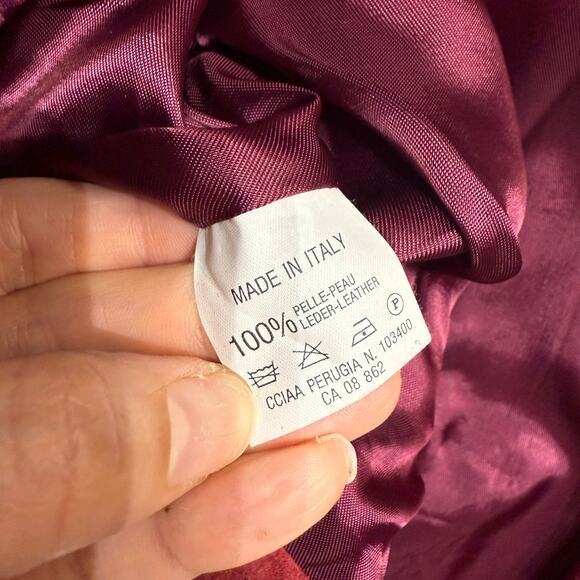 MADE IN ITALY
100% PELLE-PEAU
LEDER-LEATHER
P
CCIAA PERUGIA N. 103400
CA 08 862